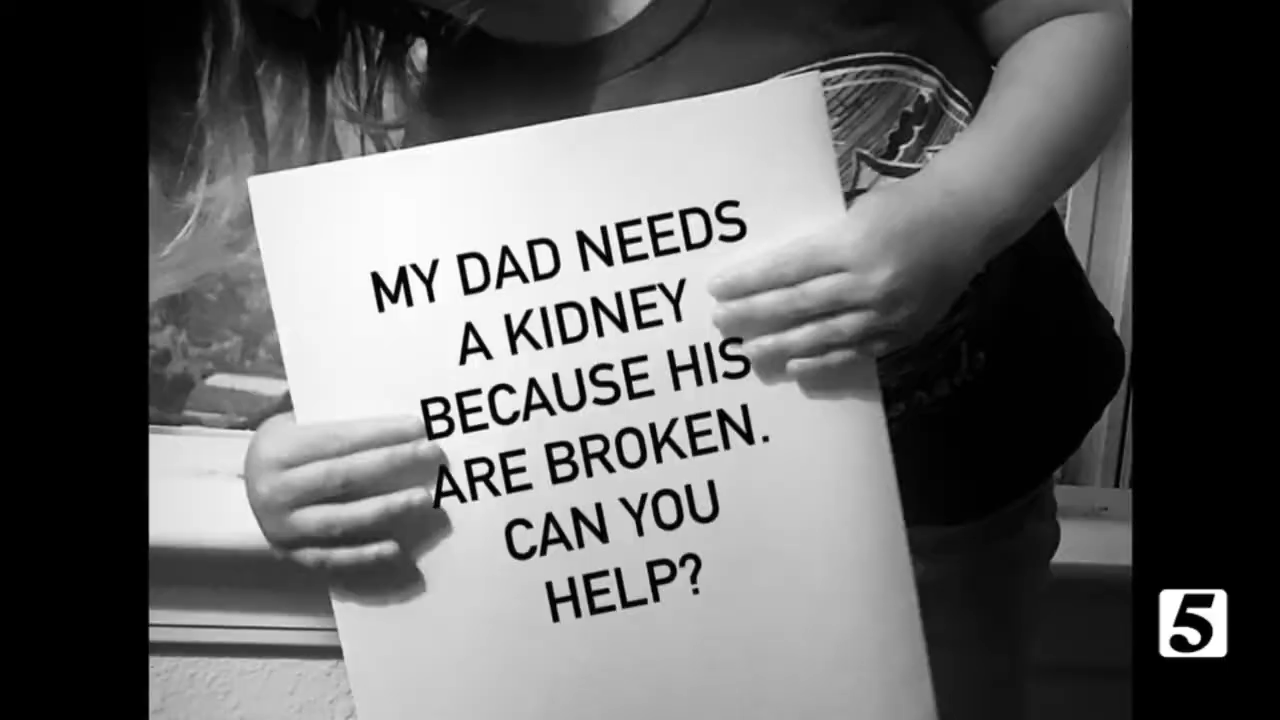 MY DAD NEEDS
A KIDNEY
BECAUSE HIS
ARE BROKEN.
CAN YOU
HELP?
5